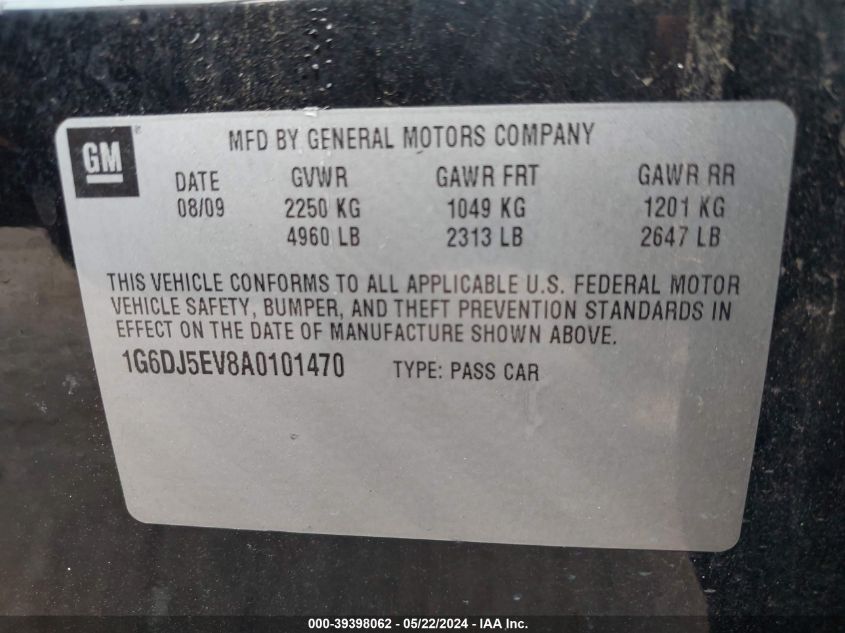 GM
MFD BY GENERAL MOTORS COMPANY
DATE GVWR GAWR FRT GAWR RR
08/09 2250 KG 1049 KG 1201 KG
4960 LB 2313 LB 2647 LB
THIS VEHICLE CONFORMS TO ALL APPLICABLE U.S. FEDERAL MOTOR
VEHICLE SAFETY, BUMPER, AND THEFT PREVENTION STANDARDS IN
EFFECT ON THE DATE OF MANUFACTURE SHOWN ABOVE.
1G6DJ5EV8A0101470 TYPE: PASS CAR
000-39398062 - 05/22/2024 - IAA Inc.